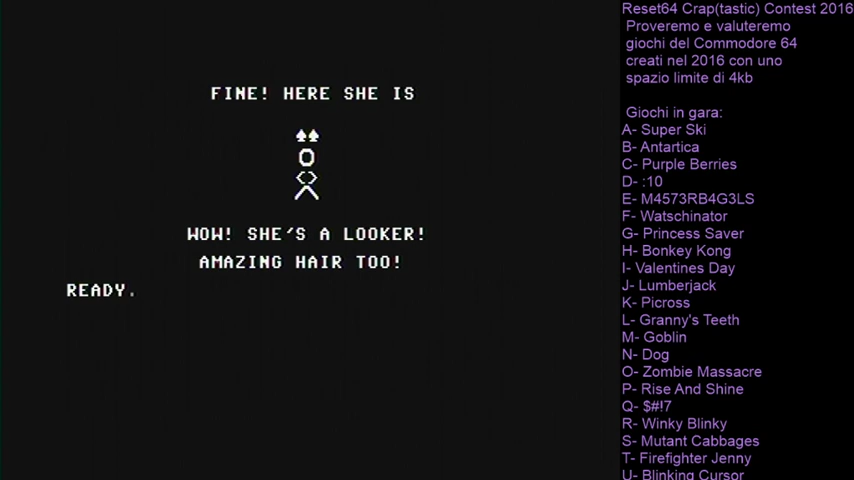 FINE! HERE SHE IS
WOW! SHE'S A LOOKER!
AMAZING HAIR TOO!
READY.
Reset64 Crap(tastic) Contest 2016
Proveremo e valuteremo
giochi del Commodore 64
creati nel 2016 con uno
spazio limite di 4kb
Giochi in gara:
A- Super Ski
B- Antartica
C- Purple Berries
D- :10
E- M4573RB4G3LS
F- Watschinator
G- Princess Saver
H- Bonkey Kong
I- Valentines Day
J- Lumberjack
K- Picross
L- Granny's Teeth
M- Goblin
N- Dog
O- Zombie Massacre
P- Rise And Shine
Q- $#!7
R- Winky Blinky
S- Mutant Cabbages
T- Firefighter Jenny
U- Blinking Cursor